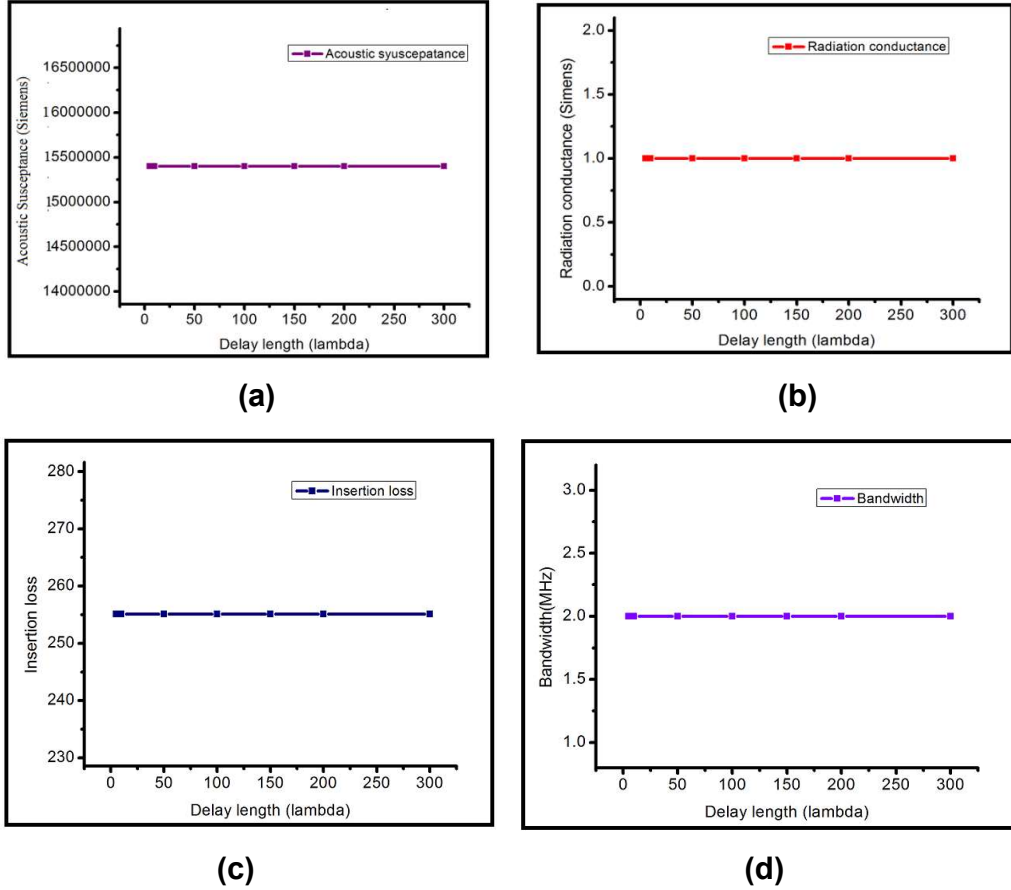 Acoustic syuscepatance
Acoustic Susceptance (Siemens)
16500000
16000000
15500000
15000000
14500000
14000000
0 50 100 150 200 250 300
Delay length (lambda)
(a)
Radiation conductance
Radiation conductance (Simens)
2.0
1.5
1.0
0.5
0.0
0 50 100 150 200 250 300
Delay length (lambda)
(b)
Insertion loss
Insertion loss
280
270
260
250
240
230
0 50 100 150 200 250 300
Delay length (lambda)
(c)
Bandwidth
Bandwidth(MHz)
3.0
2.5
2.0
1.5
1.0
0 50 100 150 200 250 300
Delay length (lambda)
(d)